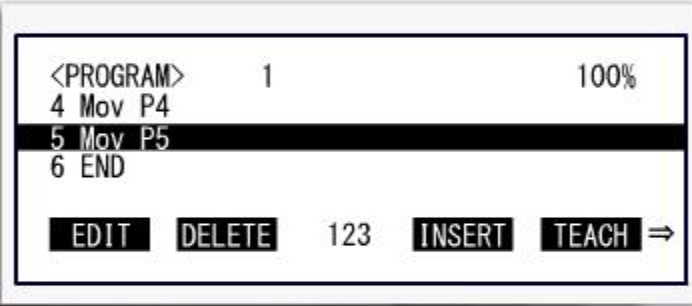 <PROGRAM> 1 100%
4 Mov P4
5 Mov P5
6 END
EDIT DELETE 123 INSERT TEACH ⇒